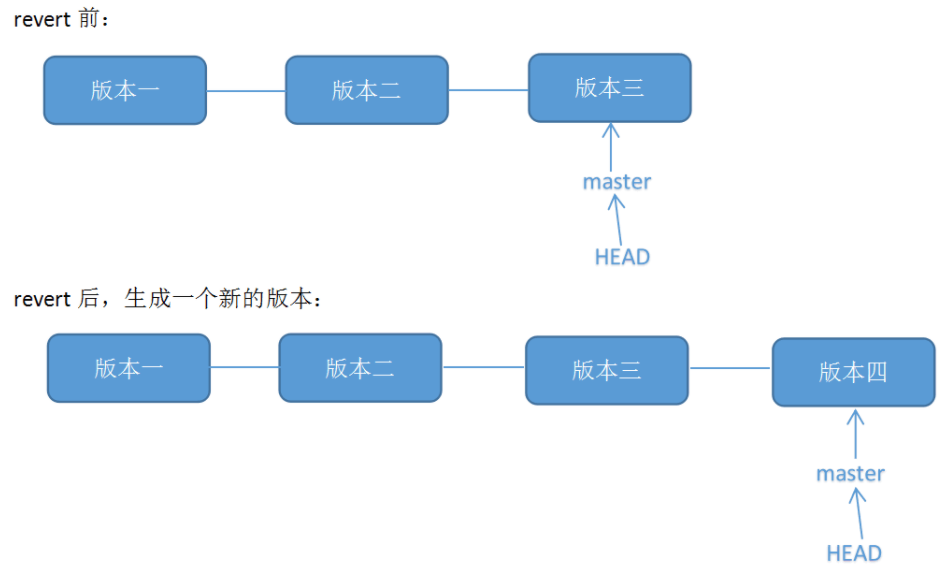 revert 前：
版本一 版本二 版本三
master
HEAD
revert 后，生成一个新的版本：
版本一 版本二 版本三 版本四
master
HEAD